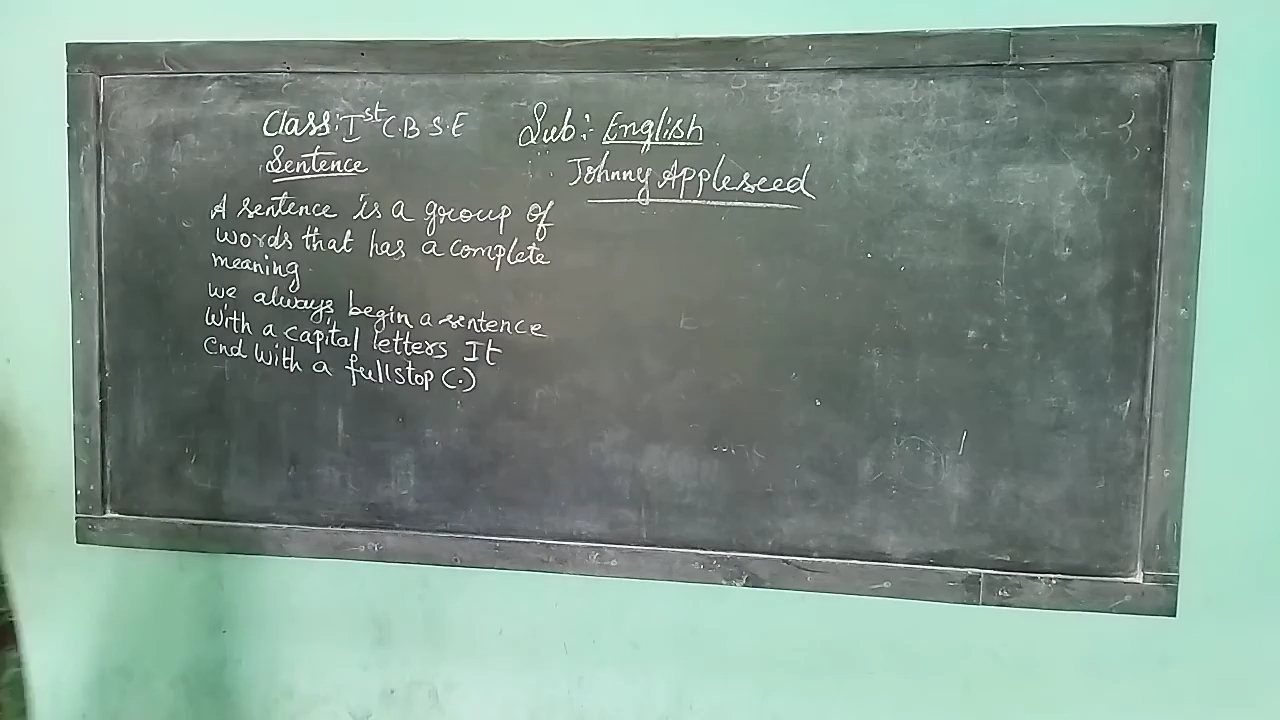 Class: Ist C.B S.E Sub:- English
Sentence
Johnny Appleseed
A sentence is a group of
words that has a complete
meaning.
we always begin a sentence
With a capital letters It
End With a fullstop (.)